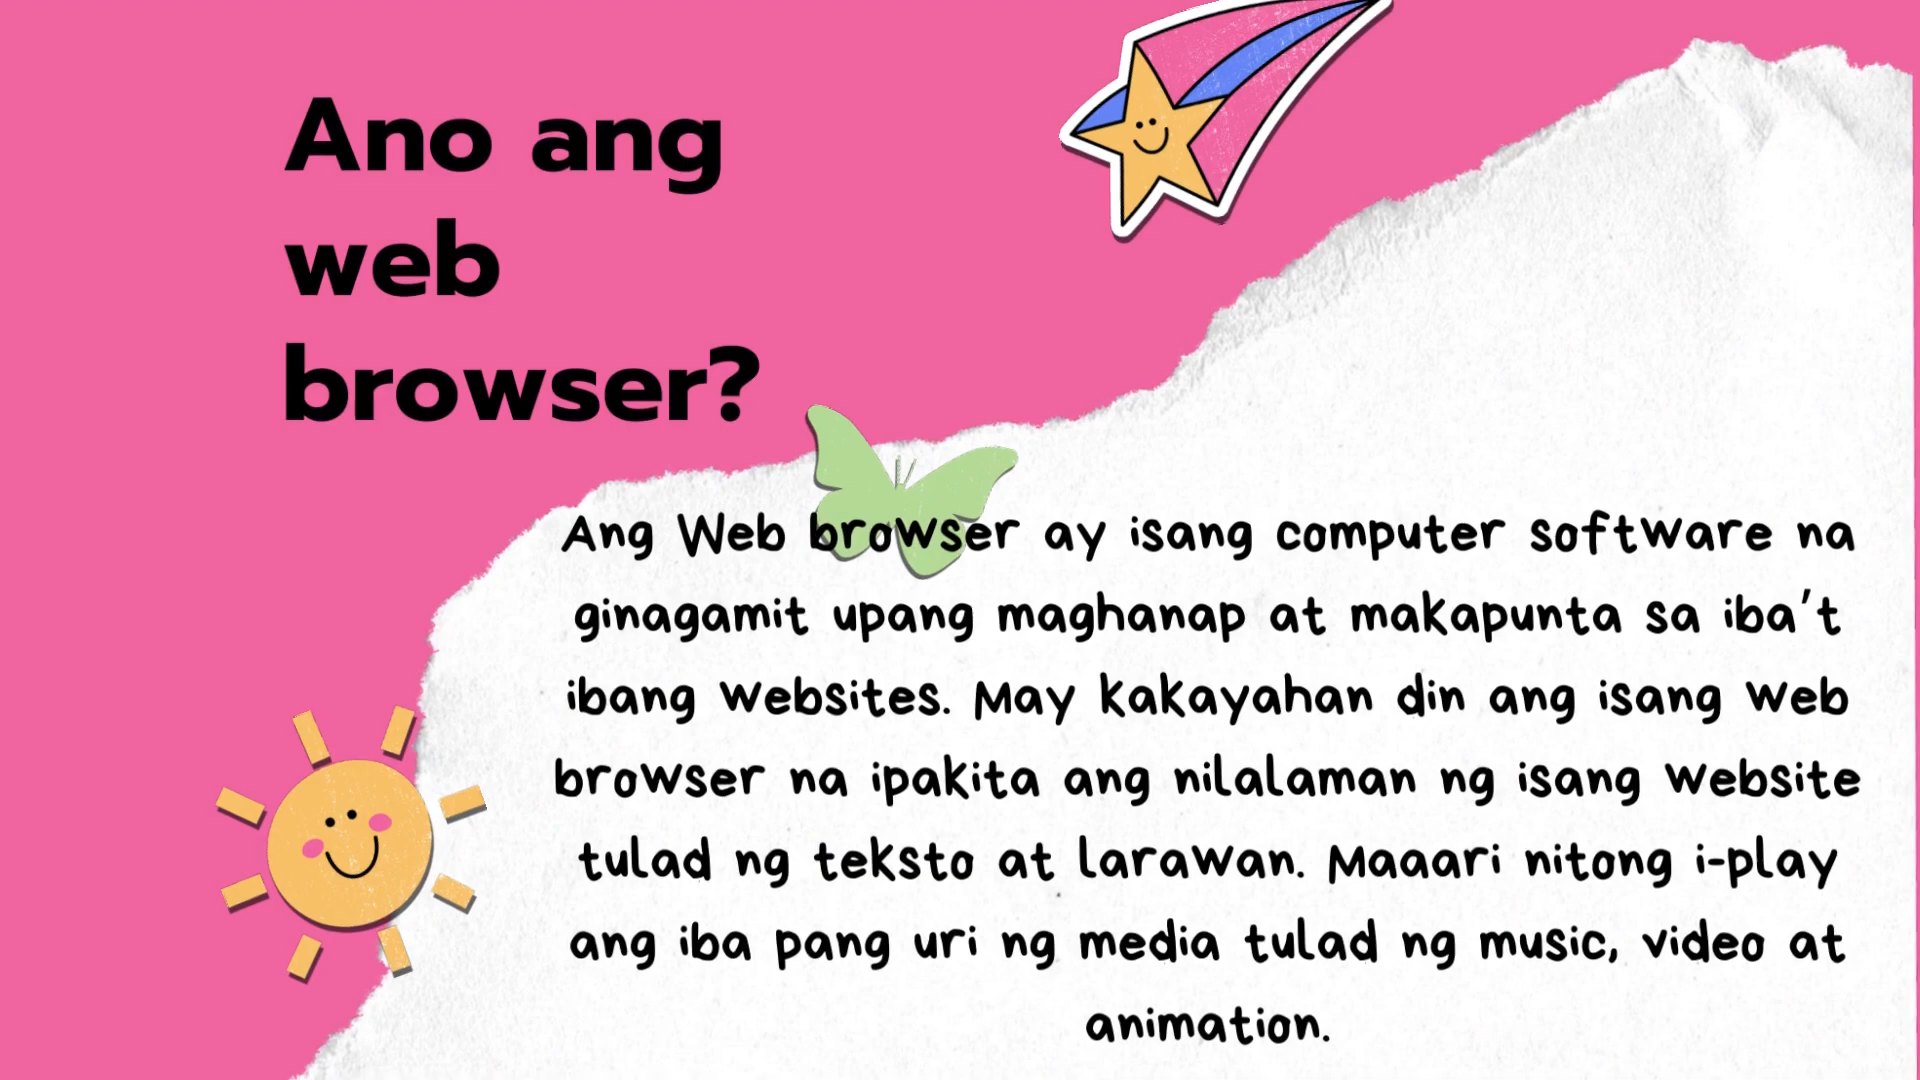 Ano ang
web
browser?
Ang Web browser ay isang computer software na
ginagamit upang maghanap at makapunta sa iba't
ibang websites. May kakayahan din ang isang web
browser na ipakita ang nilalaman ng isang website
tulad ng teksto at larawan. Maaari nitong i-play
ang iba pang uri ng media tulad ng music, video at
animation.